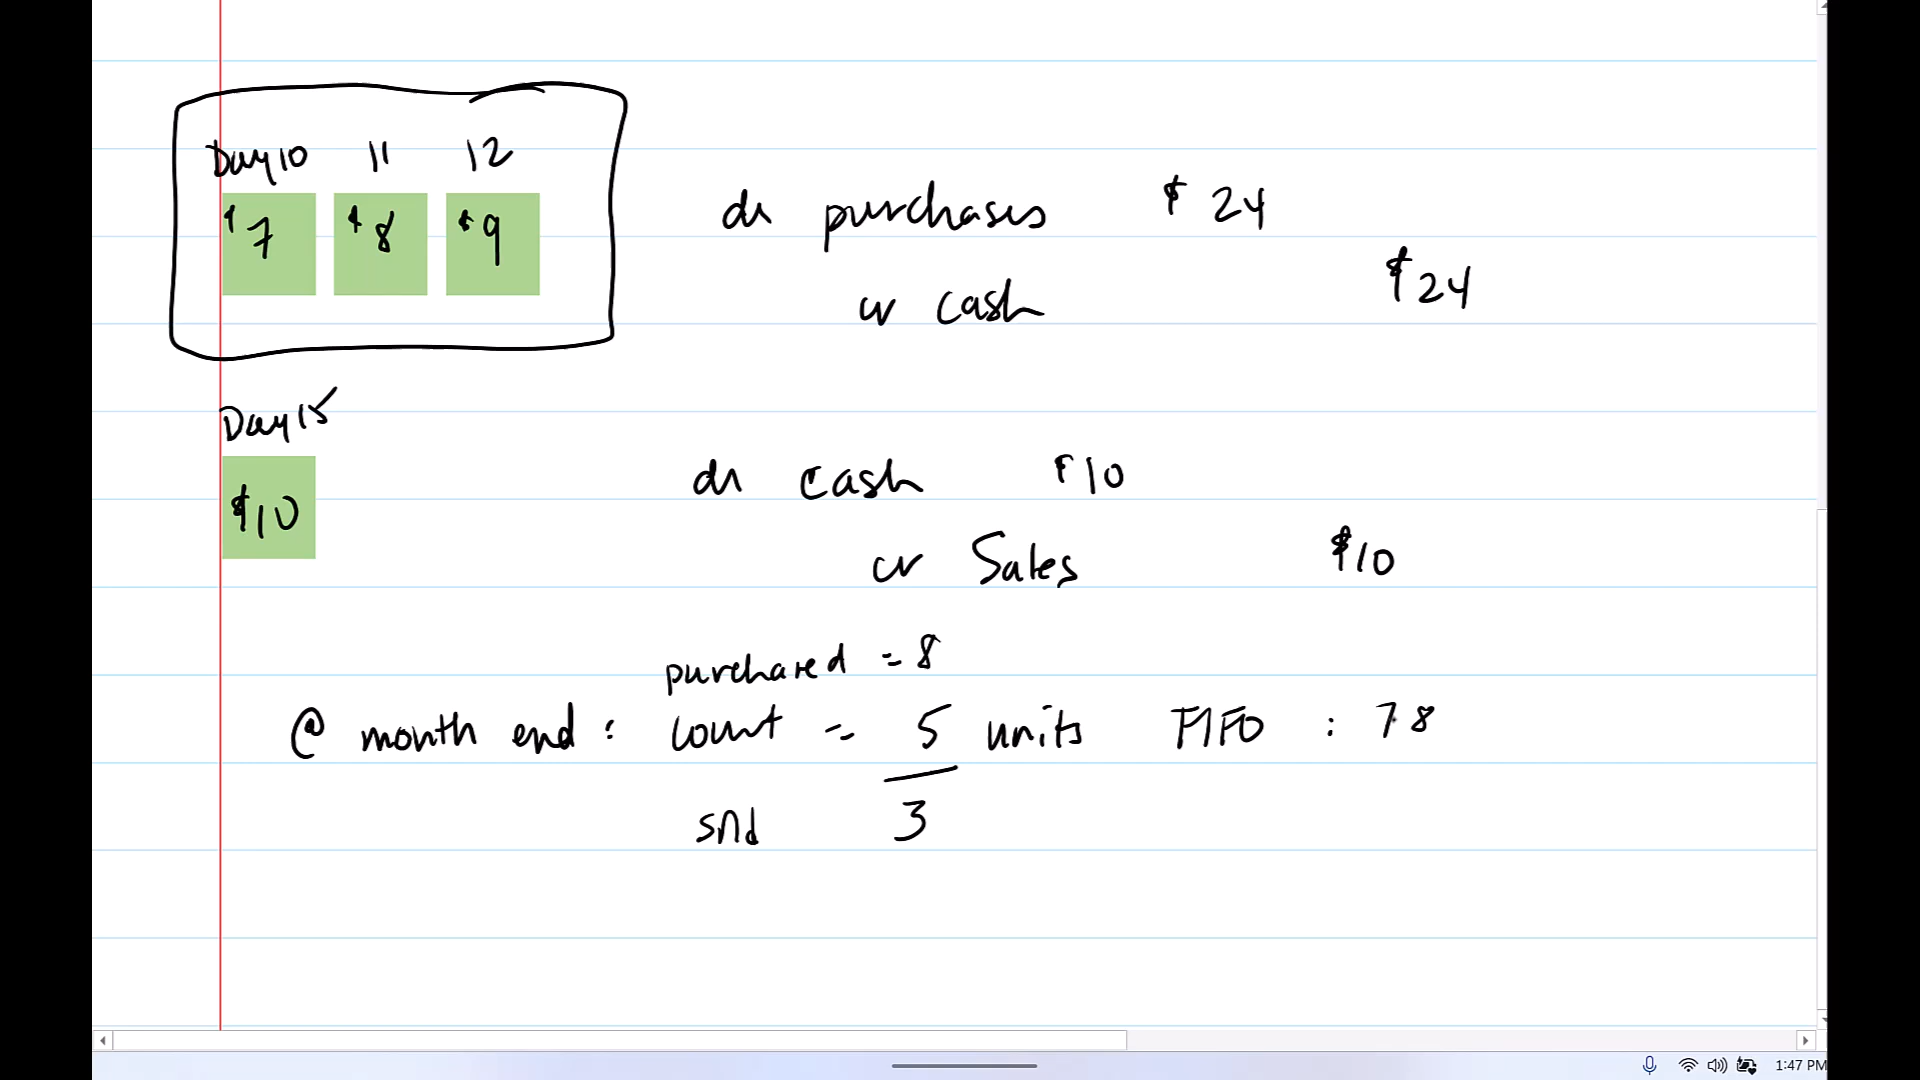 Day 10 11 12
$7 $8 $9
dr purchases $24
cr cash $24
Day 15
$10
dr cash $10
cr Sales $10
purchased = 8
@ month end : count = 5 units FIFO : 7 8
3
1:47 PM